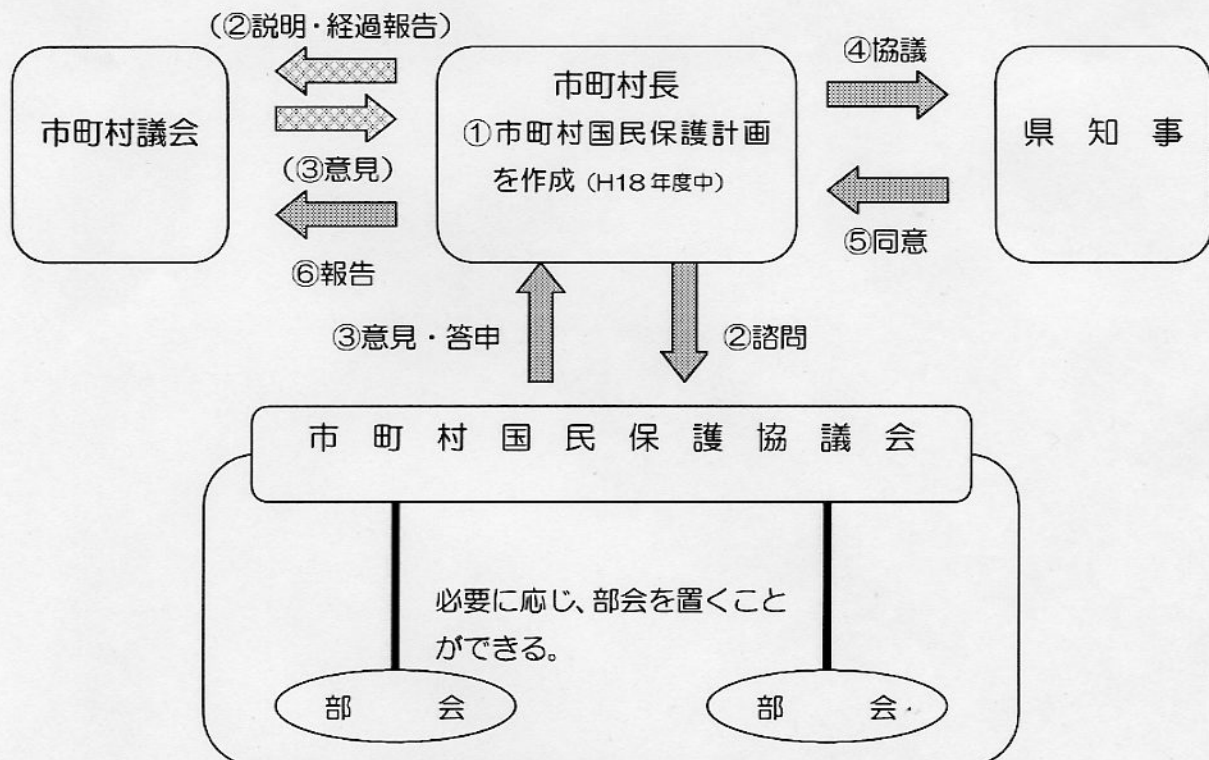 （②説明・経過報告）
市町村議会
（③意見）
⑥報告
市町村長
①市町村国民保護計画
を作成（H18年度中）
④協議
県知事
⑤同意
③意見・答申
②諮問
市町村国民保護協議会
必要に応じ、部会を置くこと
ができる。
部会
部会